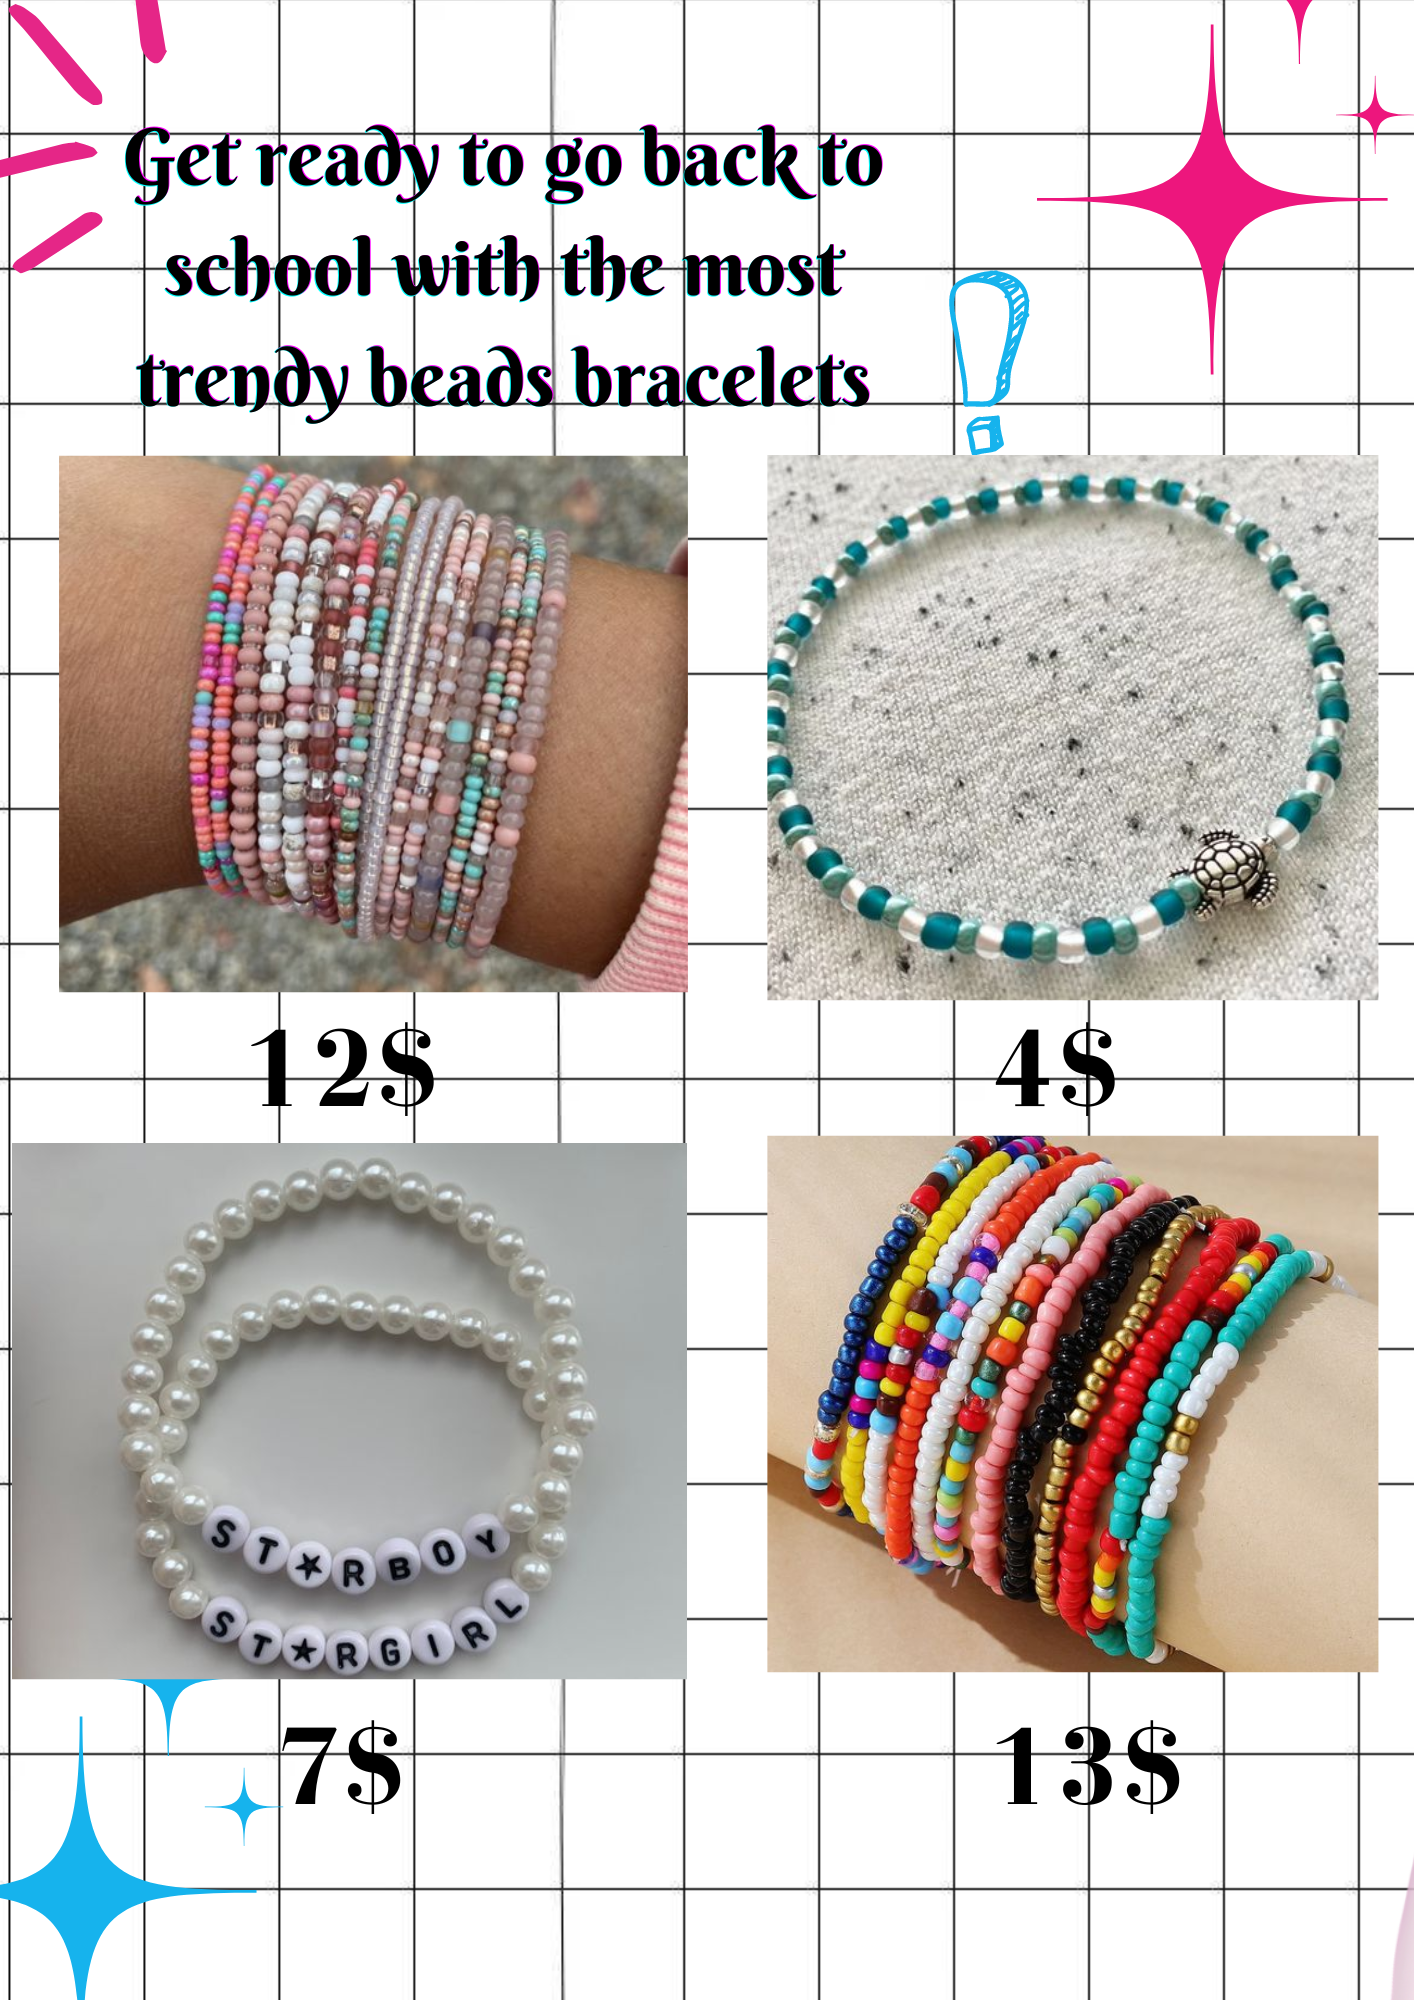 Get ready to go back to
school with the most
trendy beads bracelets
!
12$
4$
ST★RBOY
ST★RGIRL
7$
13$